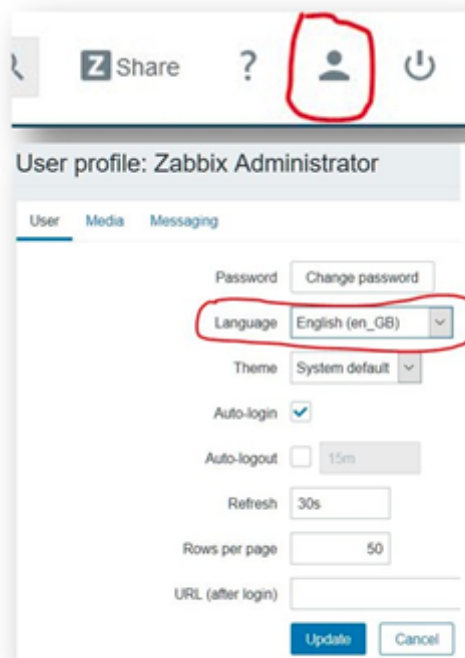 Z Share ?
User profile: Zabbix Administrator
User Media Messaging
Password Change password
Language English (en_GB)
Theme System default
Auto-login
Auto-logout 15m
Refresh 30s
Rows per page 50
URL (after login)
Update Cancel